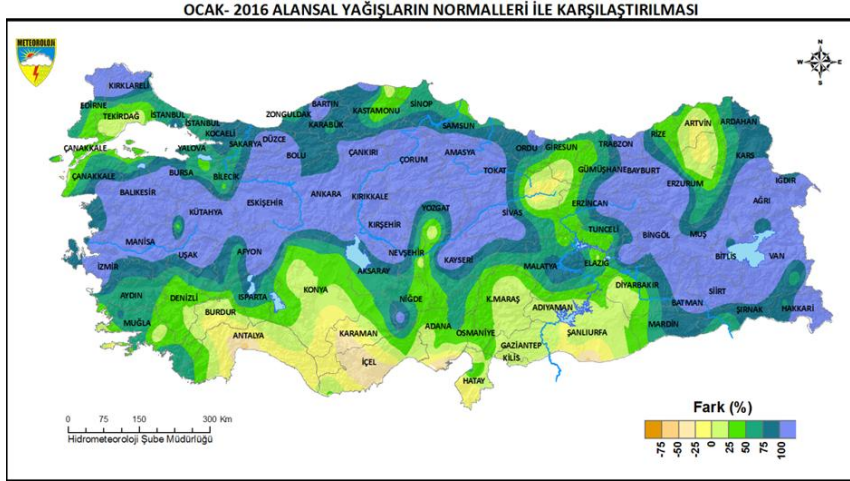 OCAK- 2016 ALANSAL YAĞIŞLARIN NORMALLERİ İLE KARŞILAŞTIRILMASI
METEOROLOJİ
N
W E
S
KIRKLARELİ
EDİRNE
TEKİRDAĞ
İSTANBUL
İSTANBUL
KOCAELİ
ÇANAKKALE
YALOVA
SAKARYA
DÜZCE
ZONGULDAK
BARTIN
KARABÜK
KASTAMONU
SİNOP
SAMSUN
ORDU
GİRESUN
TRABZON
RİZE
ARTVİN
ARDAHAN
KARS
ÇANAKKALE
BURSA
BİLECİK
BOLU
ÇANKIRI
ÇORUM
AMASYA
TOKAT
GÜMÜŞHANE
BAYBURT
ERZURUM
IĞDIR
AĞRI
BALIKESİR
KÜTAHYA
ESKİŞEHİR
ANKARA
KIRIKKALE
YOZGAT
SİVAS
ERZİNCAN
TUNCELİ
BİNGÖL
MUŞ
KIRŞEHİR
MANİSA
UŞAK
AFYON
NEVŞEHİR
KAYSERİ
MALATYA
ELAZIĞ
BİTLİS
VAN
İZMİR
AKSARAY
AYDIN
DENİZLİ
ISPARTA
KONYA
NİĞDE
K.MARAŞ
ADIYAMAN
DİYARBAKIR
BATMAN
SİİRT
ŞIRNAK
HAKKARİ
MUĞLA
BURDUR
ANTALYA
KARAMAN
İÇEL
ADANA
OSMANİYE
GAZİANTEP
KİLİS
ŞANLIURFA
MARDİN
HATAY
0 75 150 300 Km
Hidrometeoroloji Şube Müdürlüğü
Fark (%)
-75 -50 -25 0 25 50 75 100